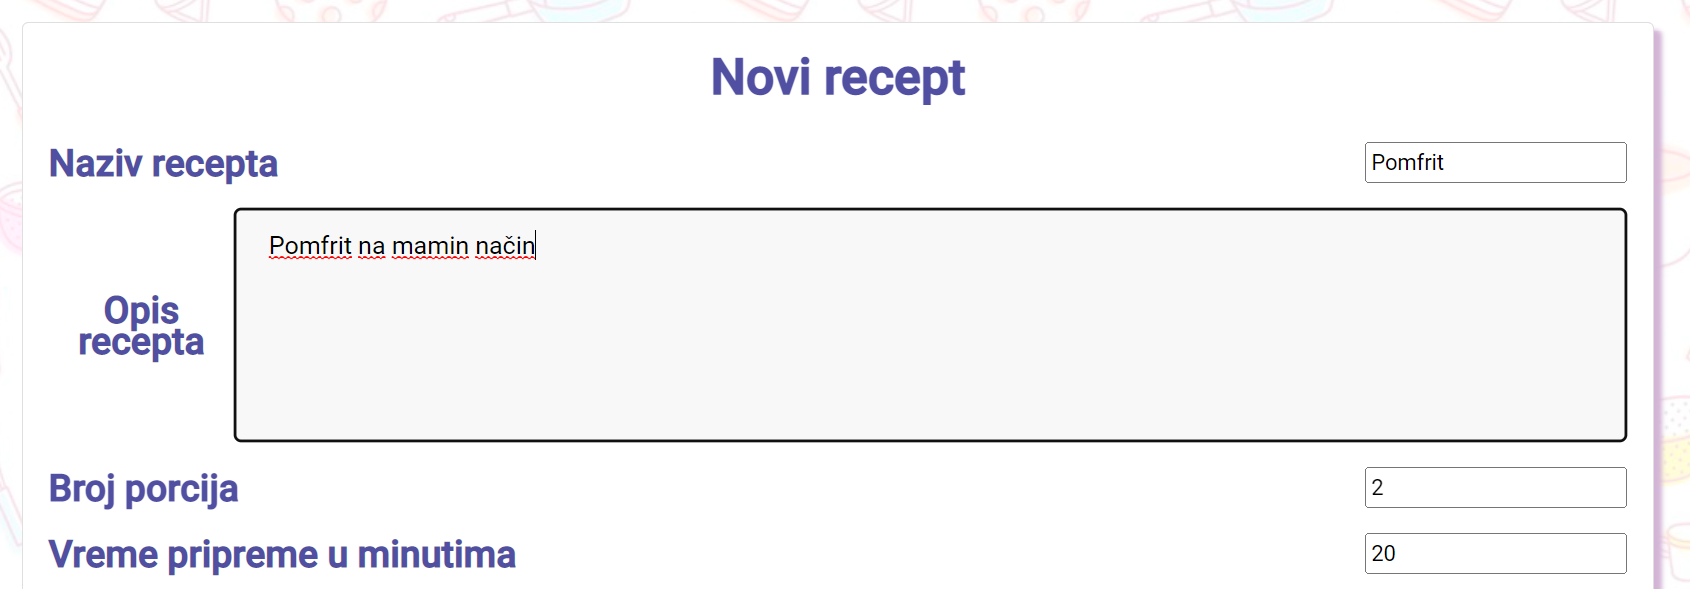 Novi recept
Naziv recepta
Pomfrit
Pomfrit na mamin način
Opis
recepta
Broj porcija
2
Vreme pripreme u minutima
20